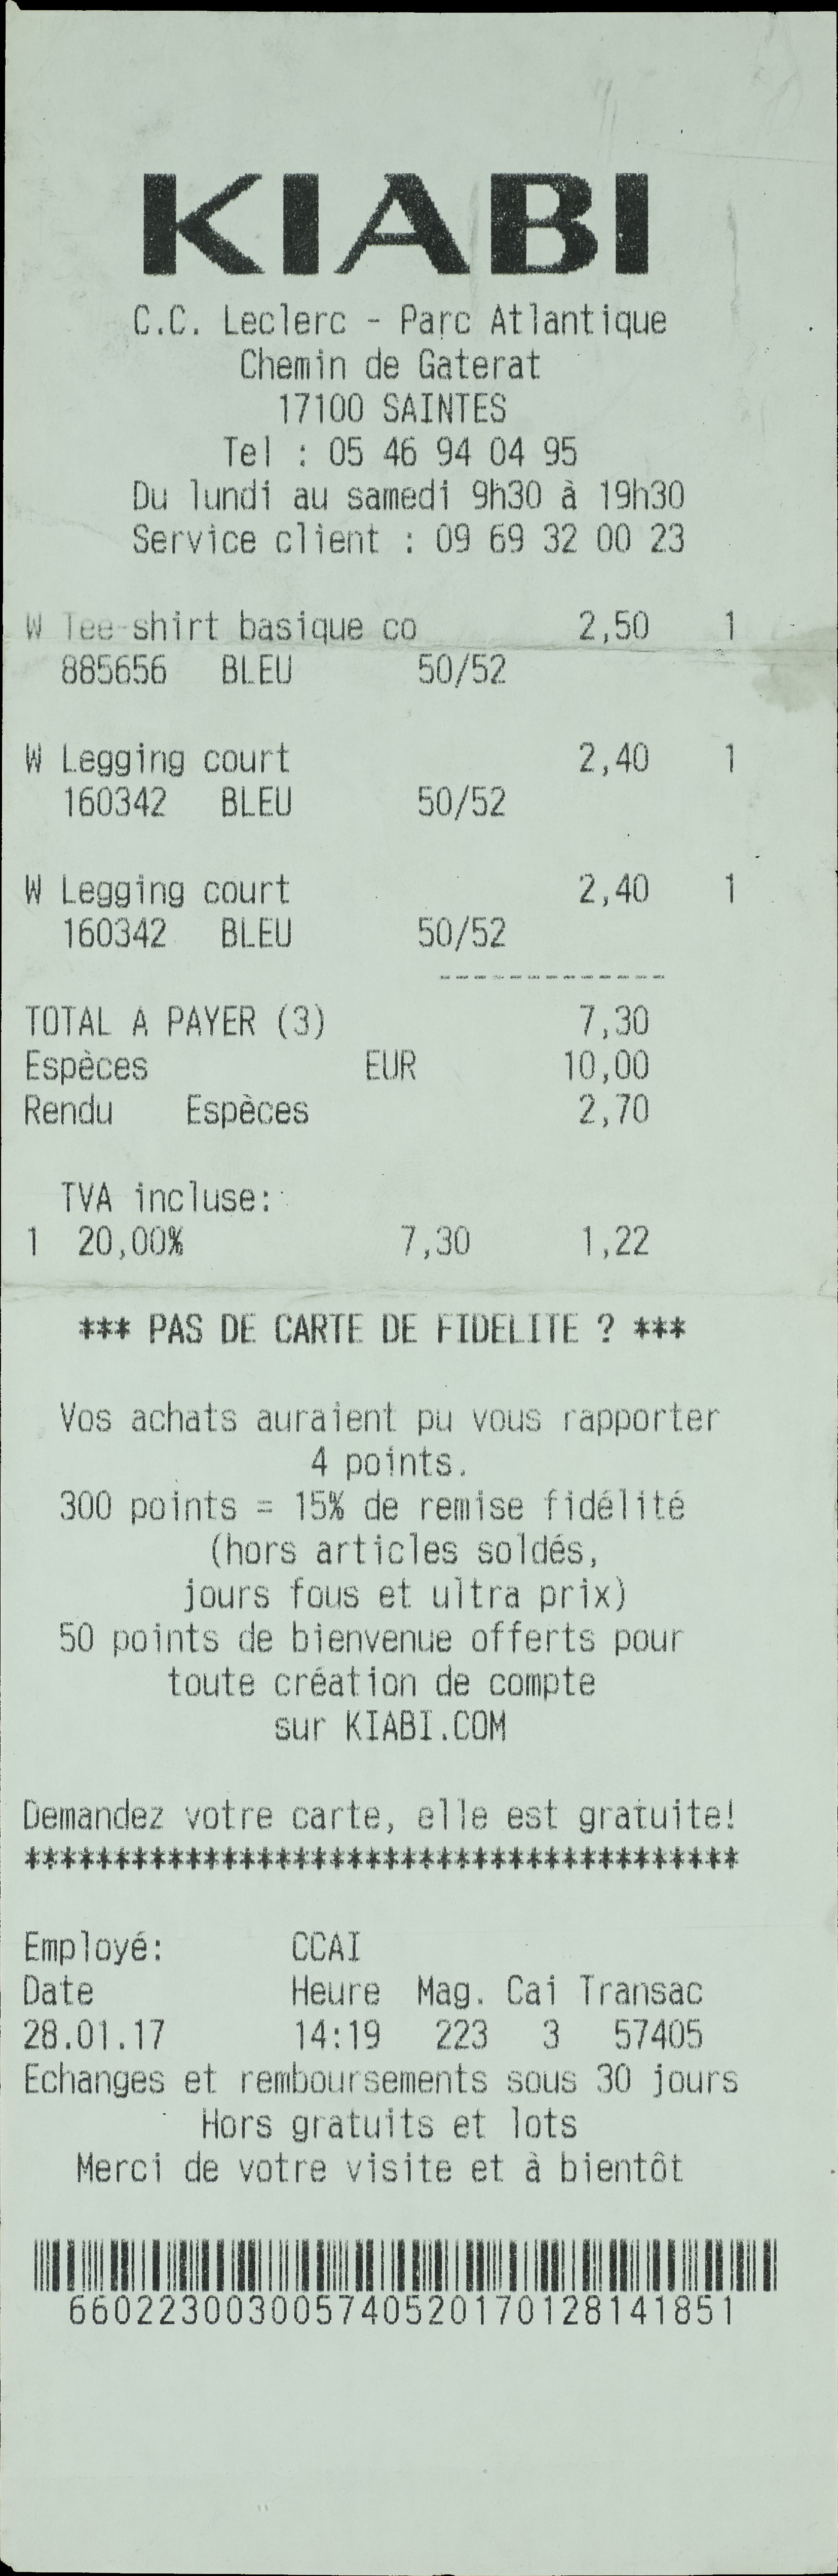 KIABI
C.C. Leclerc - Parc Atlantique
Chemin de Gaterat
17100 SAINTES
Tel : 05 46 94 04 95
Du lundi au samedi 9h30 à 19h30
Service client : 09 69 32 00 23
W Tee-shirt basique co 2,50 1
885656 BLEU 50/52
W Legging court 2,40 1
160342 BLEU 50/52
W Legging court 2,40 1
160342 BLEU 50/52
-------------
TOTAL A PAYER (3) 7,30
Espèces EUR 10,00
Rendu Espèces 2,70
TVA incluse:
1 20,00% 7,30 1,22
*** PAS DE CARTE DE FIDELITE ? ***
Vos achats auraient pu vous rapporter
4 points.
300 points = 15% de remise fidélité
(hors articles soldés,
jours fous et ultra prix)
50 points de bienvenue offerts pour
toute création de compte
sur KIABI.COM
Demandez votre carte, elle est gratuite!
****************************************
Employé: CCAI
Date Heure Mag. Cai Transac
28.01.17 14:19 223 3 57405
Echanges et remboursements sous 30 jours
Hors gratuits et lots
Merci de votre visite et à bientôt
6602230030057405201701281 41851